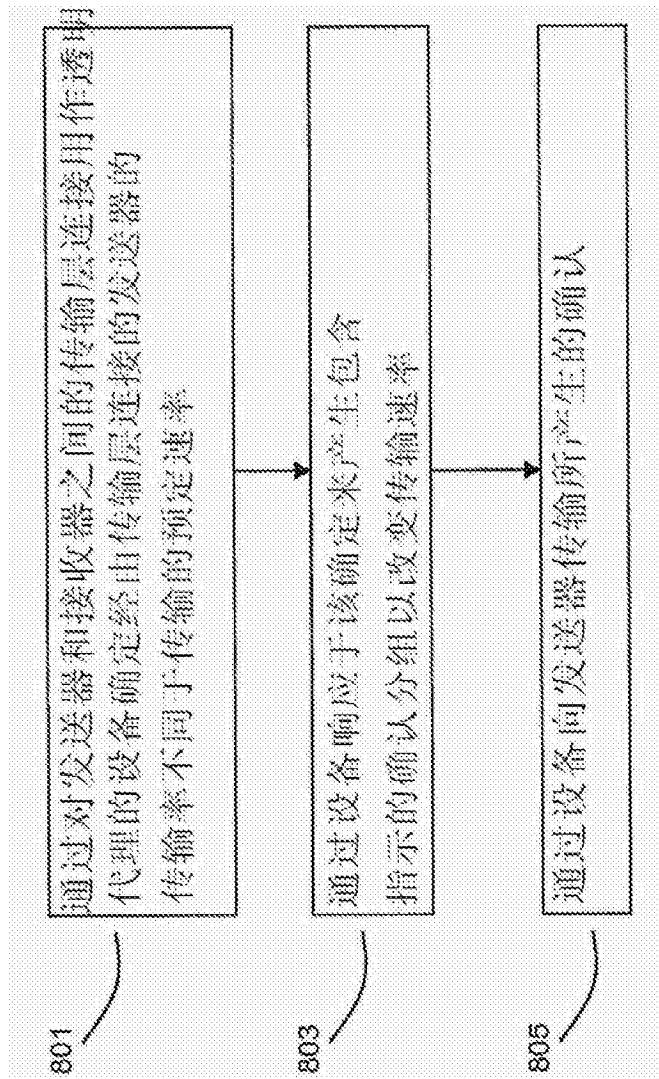 801
通过对发送器和接收器之间的传输层连接用作透明
代理的设备确定经由传输层连接的发送器的
传输率不同于传输的预定速率
803
通过设备响应于该确定来产生包含
指示的确认分组以改变传输速率
805
通过设备向发送器传输所产生的确认